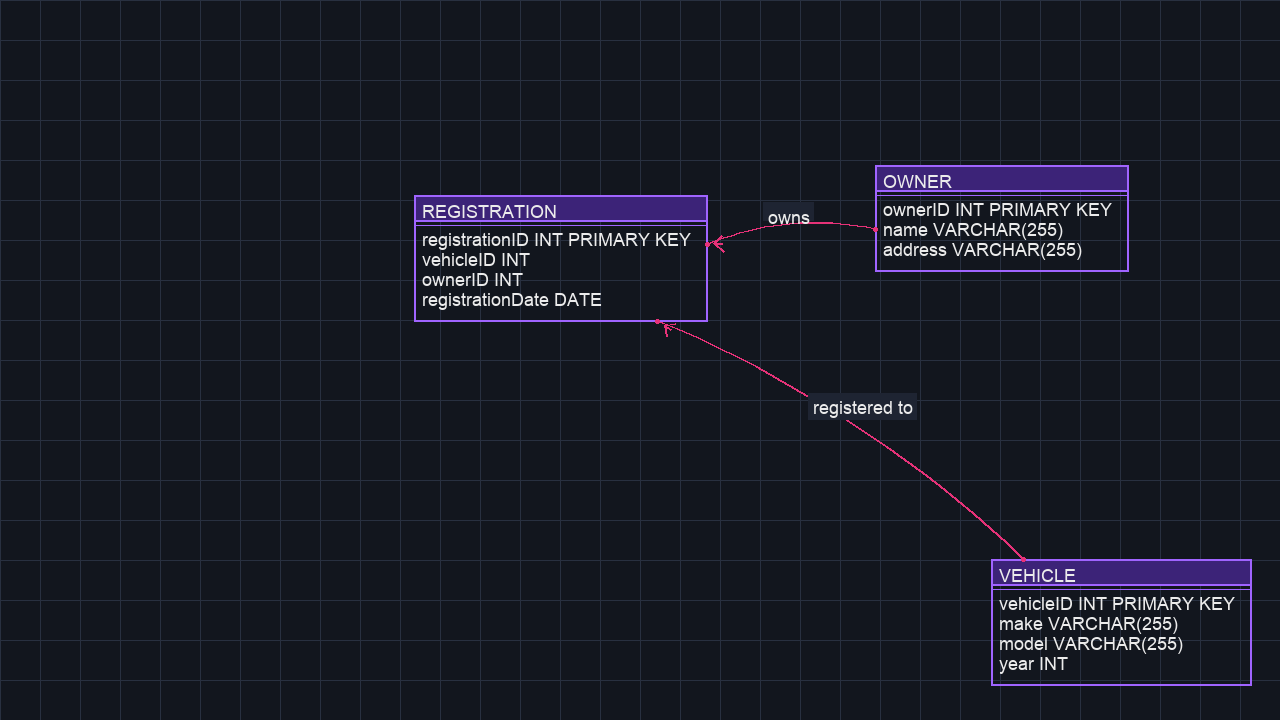 OWNER
ownerID INT PRIMARY KEY
name VARCHAR(255)
address VARCHAR(255)
REGISTRATION
registrationID INT PRIMARY KEY
vehicleID INT
ownerID INT
registrationDate DATE
owns
registered to
VEHICLE
vehicleID INT PRIMARY KEY
make VARCHAR(255)
model VARCHAR(255)
year INT